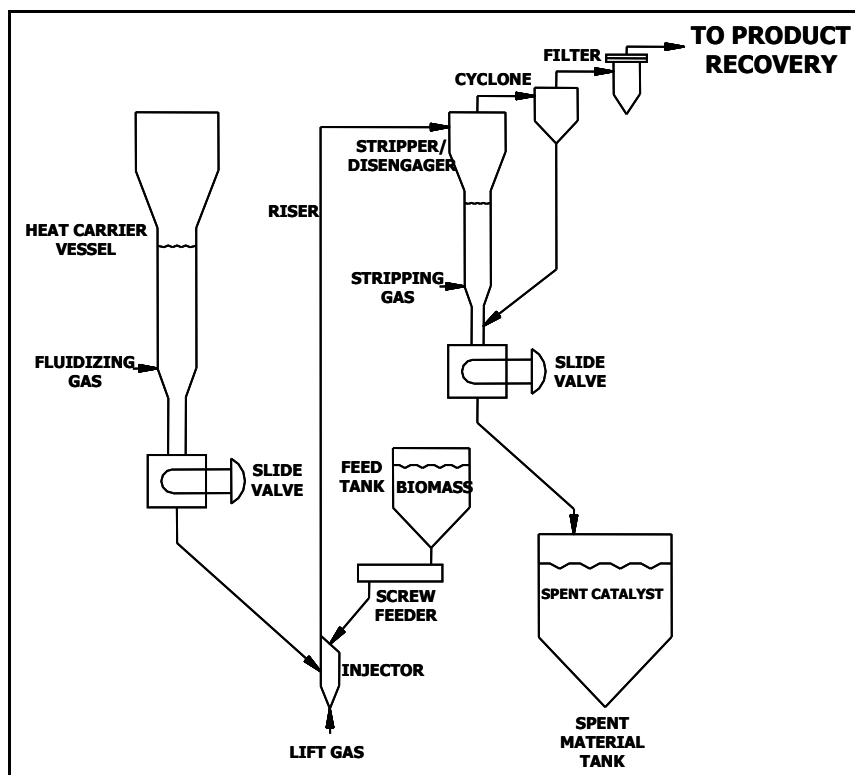 TO PRODUCT
RECOVERY
FILTER
CYCLONE
STRIPPER/
DISENGAGER
RISER
HEAT CARRIER
VESSEL
STRIPPING
GAS
FLUIDIZING
GAS
SLIDE
VALVE
FEED
TANK
BIOMASS
SLIDE
VALVE
SCREW
FEEDER
SPENT CATALYST
INJECTOR
LIFT GAS
SPENT
MATERIAL
TANK